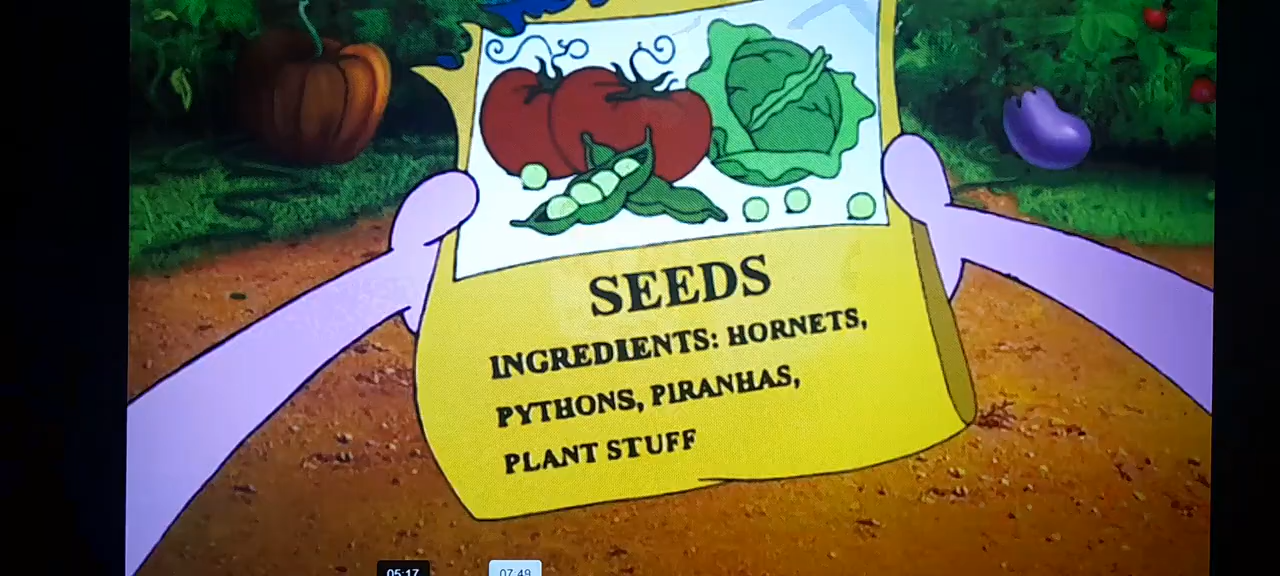 SEEDS
INGREDIENTS: HORNETS,
PYTHONS, PIRANHAS,
PLANT STUFF
05:17 07:49